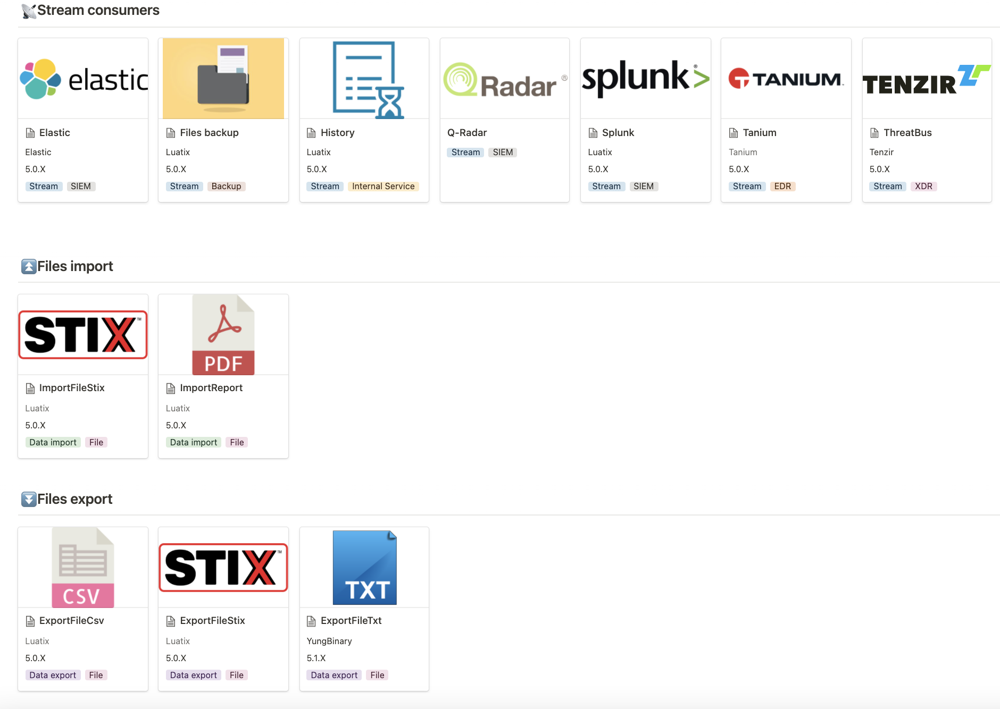 Stream consumers
elastic
Elastic
Elastic
5.0.X
Stream SIEM
Files backup
Luatix
5.0.X
Stream Backup
History
Luatix
5.0.X
Stream Internal Service
QRadar ®
Q-Radar
Stream SIEM
splunk>®
Splunk
Luatix
5.0.X
Stream SIEM
TANIUM™
Tanium
Tanium
5.0.X
Stream EDR
TENZIR
ThreatBus
Tenzir
5.0.X
Stream XDR
Files import
STIX™
ImportFileStix
Luatix
5.0.X
Data import File
PDF
ImportReport
Luatix
5.0.X
Data import File
Files export
CSV
ExportFileCsv
Luatix
5.0.X
Data export File
STIX™
ExportFileStix
Luatix
5.0.X
Data export File
TXT
ExportFileTxt
YungBinary
5.1.X
Data export File